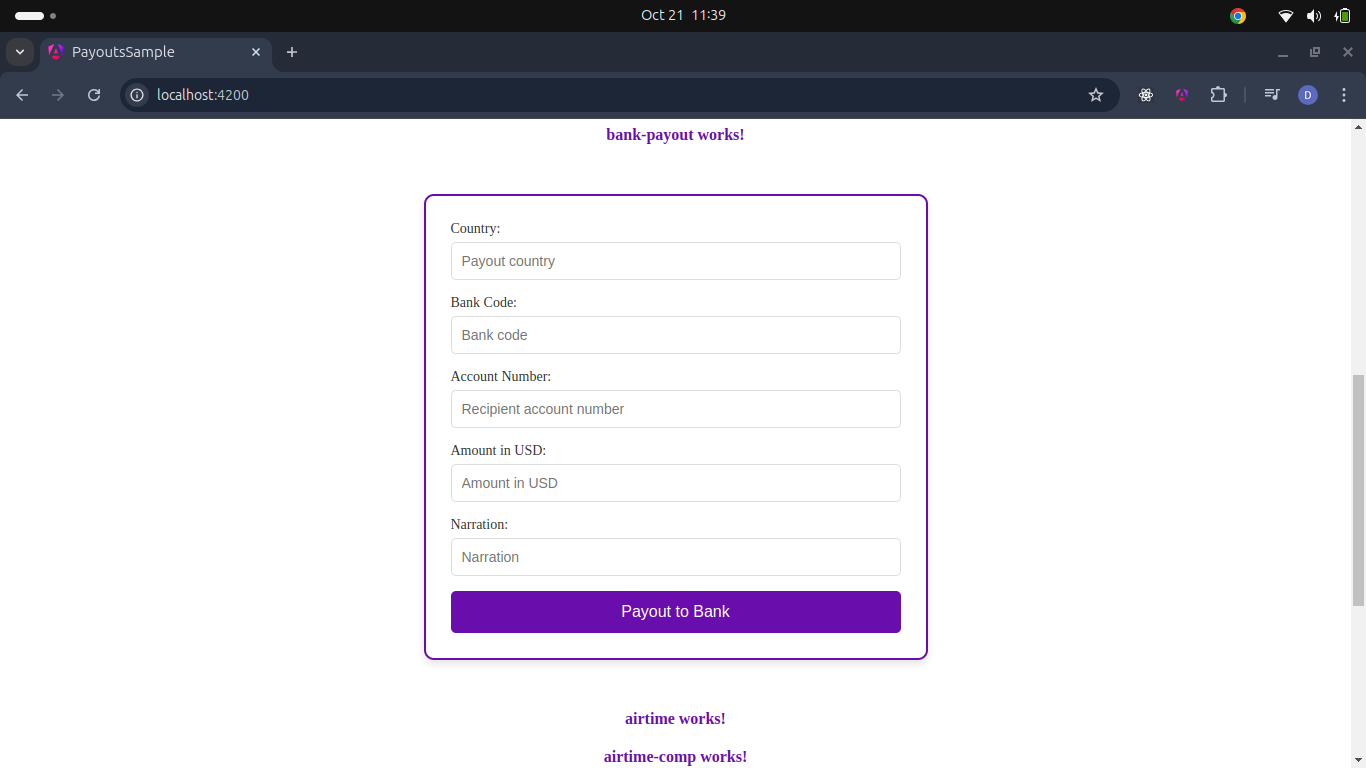 Oct 21 11:39
PayoutsSample
localhost:4200
D
bank-payout works!
Country:
Payout country
Bank Code:
Bank code
Account Number:
Recipient account number
Amount in USD:
Amount in USD
Narration:
Narration
Payout to Bank
airtime works!
airtime-comp works!